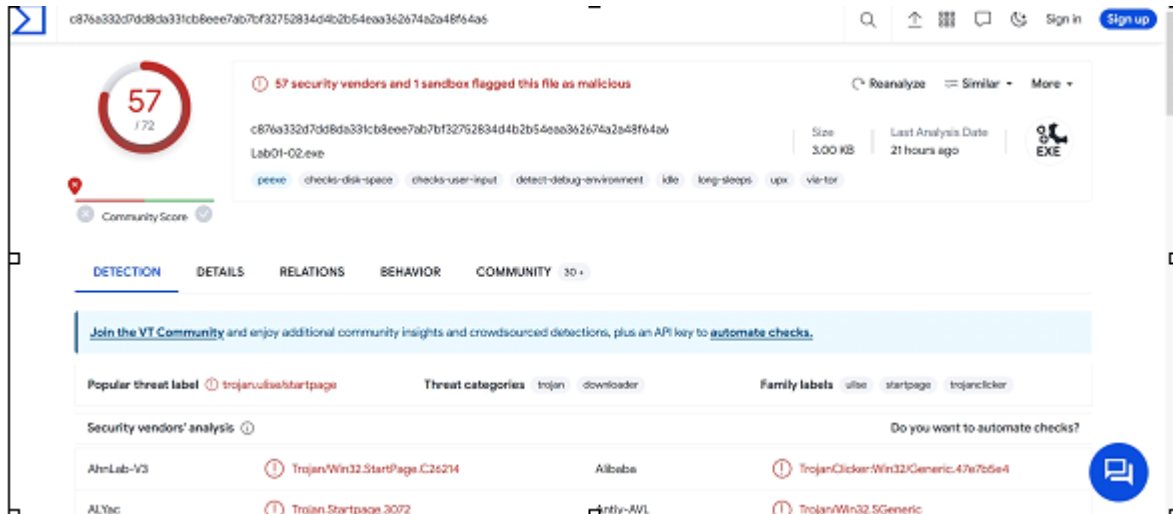 c876a332d7dd8da331cb8eee7ab7bf32752834d4b2b54eaa362674a2a48f64a6
Sign in
Sign up
57
/72
57 security vendors and 1 sandbox flagged this file as malicious
Reanalyze
Similar
More
c876a332d7dd8da331cb8eee7ab7bf32752834d4b2b54eaa362674a2a48f64a6
Lab01-02.exe
Size
3.00 KB
Last Analysis Date
21 hours ago
EXE
peexe checks-disk-space checks-user-input detect-debug-environment idle long-sleeps upx via-tor
Community Score
DETECTION DETAILS RELATIONS BEHAVIOR COMMUNITY 30+
Join the VT Community and enjoy additional community insights and crowdsourced detections, plus an API key to automate checks.
Popular threat label trojan.ulise/startpage Threat categories trojan downloader Family labels ulise startpage trojanclicker
Security vendors' analysis Do you want to automate checks?
AhnLab-V3 Trojan/Win32.StartPage.C26214 Alibaba TrojanClicker:Win32/Generic.47e7b5e4
ALYac Trojan.Startpage.3072 Antiy-AVL Trojan/Win32.SGeneric